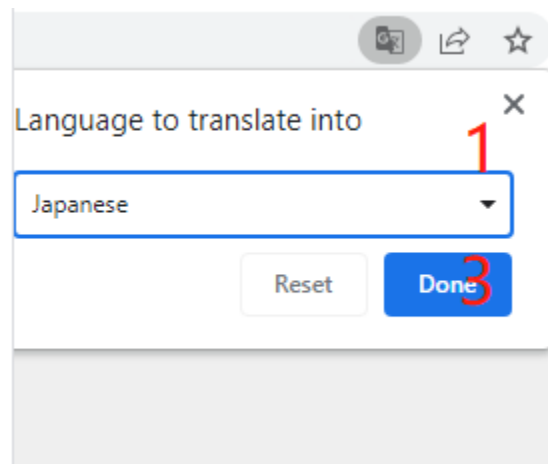 Language to translate into
1
Japanese
Reset Done
3